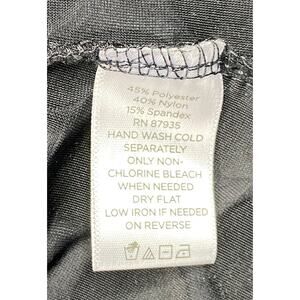 45% Polyester
40% Nylon
15% Spandex
RN 87935
HAND WASH COLD
SEPARATELY
ONLY NON-
CHLORINE BLEACH
WHEN NEEDED
DRY FLAT
LOW IRON IF NEEDED
ON REVERSE